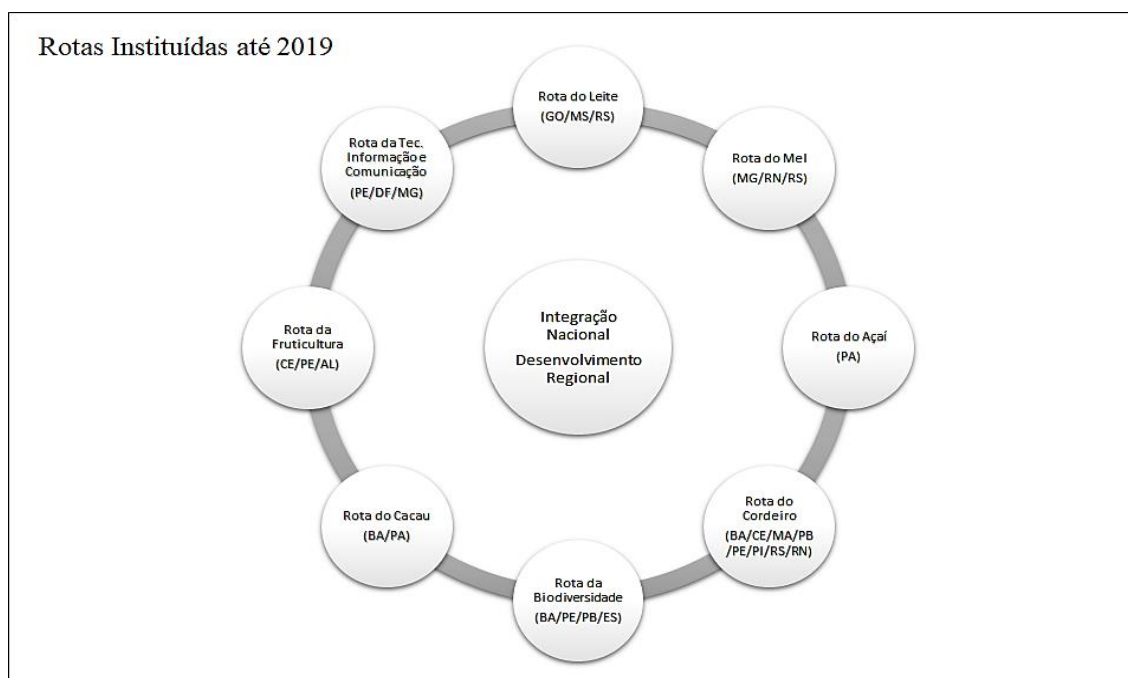 Rotas Instituídas até 2019
Rota do Leite
(GO/MS/RS)
Rota do Mel
(MG/RN/RS)
Rota do Açaí
(PA)
Rota do
Cordeiro
(BA/CE/MA/PB
/PE/PI/RS/RN)
Rota da
Biodiversidade
(BA/PE/PB/ES)
Rota do Cacau
(BA/PA)
Rota da
Fruticultura
(CE/PE/AL)
Rota da Tec.
Informação e
Comunicação
(PE/DF/MG)
Integração
Nacional
Desenvolvimento
Regional